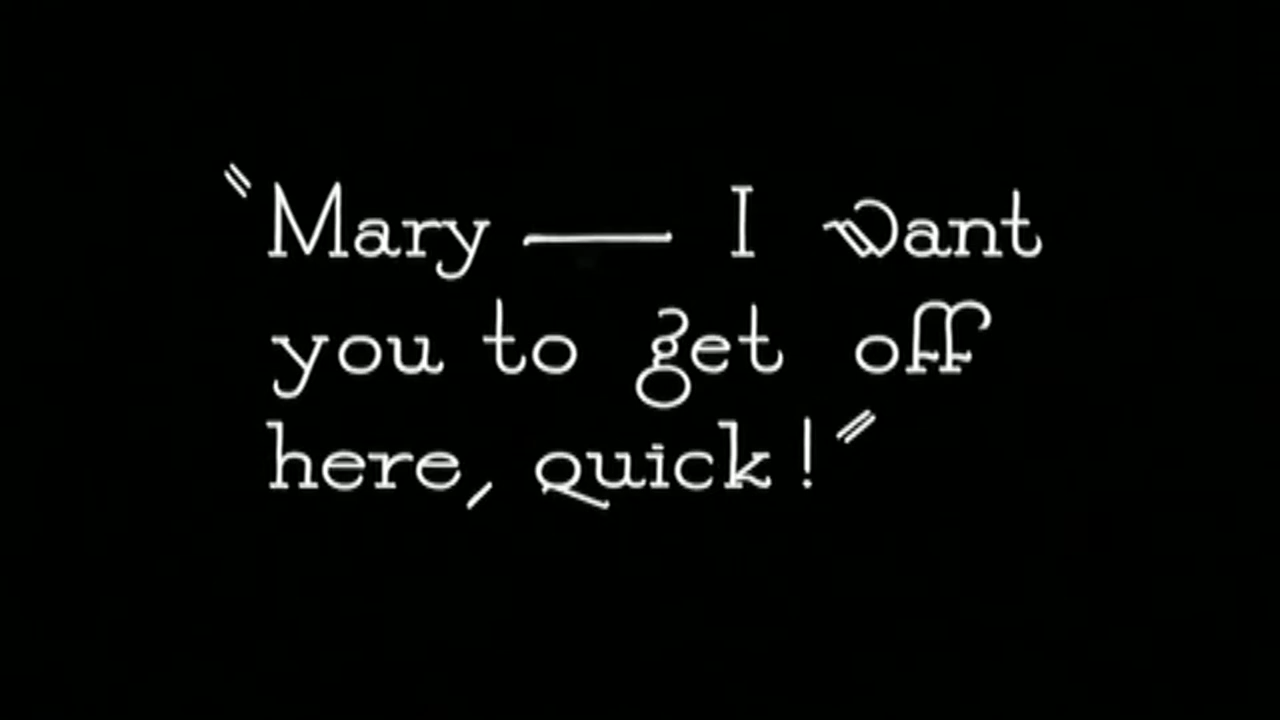 “Mary — I want
you to get off
here, quick!”